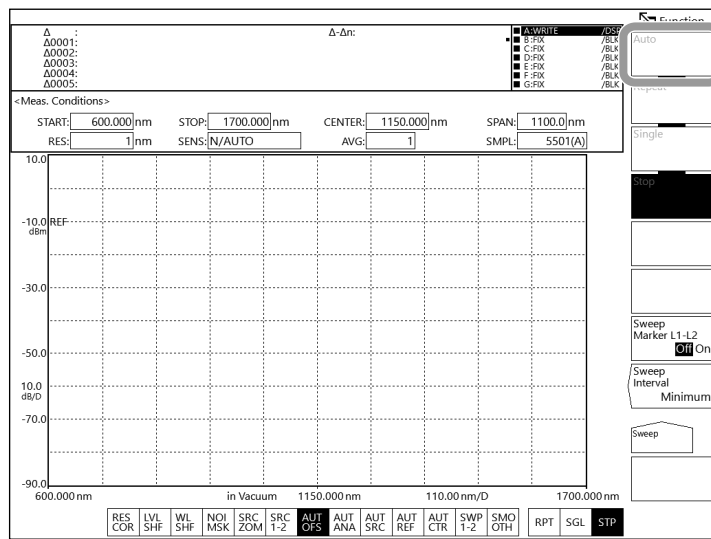 Function
Δ : Δ-Δn:
Δ0001:
Δ0002:
Δ0003:
Δ0004:
Δ0005:
A:WRITE /DSP
B:FIX /BLK
C:FIX /BLK
D:FIX /BLK
E:FIX /BLK
F:FIX /BLK
G:FIX /BLK
<Meas. Conditions>
START: 600.000 nm STOP: 1700.000 nm CENTER: 1150.000 nm SPAN: 1100.0 nm
RES: 1 nm SENS: N/AUTO AVG: 1 SMPL: 5501(A)
10.0
-10.0 REF
dBm
-30.0
-50.0
10.0
dB/D
-70.0
-90.0
600.000 nm in Vacuum 1150.000 nm 110.00 nm/D 1700.000 nm
RES COR
LVL SHF
WL SHF
NOI MSK
SRC ZOM
SRC 1-2
AUT OFS
AUT ANA
AUT SRC
AUT REF
AUT CTR
SWP 1-2
SMO OTH
RPT
SGL
STP
Auto
Repeat
Single
Stop
Sweep
Marker L1-L2
Off On
Sweep
Interval
Minimum
Sweep